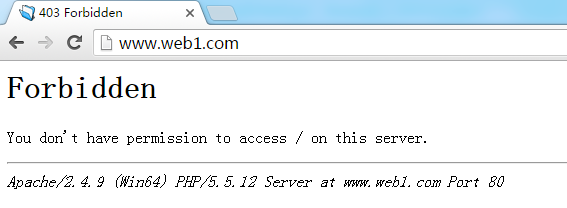 403 Forbidden
www.web1.com
Forbidden
You don't have permission to access / on this server.
Apache/2.4.9 (Win64) PHP/5.5.12 Server at www.web1.com Port 80